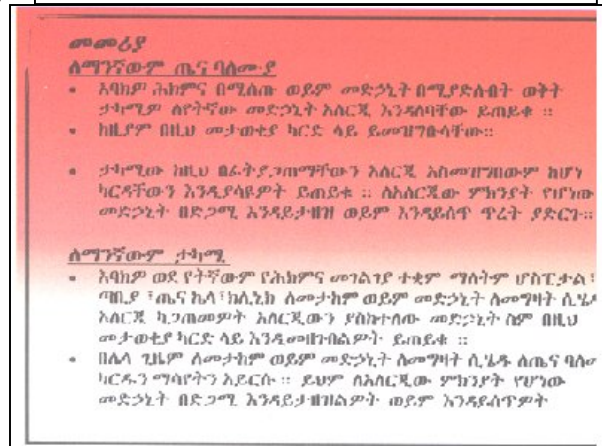 መመሪያ
ለማንኛውም ጤና ባለሙያ
• እባክዎ ሕክምና በሚሰጡ ወይም መድኃኒት በሚያድሉበት ወቅት
ታካሚዎ ለየትኛው መድኃኒት አለርጂ እንዳለባቸው ይጠይቁ ።
• ከዚያም በዚህ መታወቂያ ካርድ ላይ ይመዝግቡላቸው።
• ታካሚው ከዚህ በፊት ያጋጠማቸውን አለርጂ አስመዝግበውም ከሆነ
ካርዳቸውን እንዲያሳዩዎት ይጠይቁ ። ለአለርጂው ምክንያት የሆነው
መድኃኒት በድጋሚ እንዳይታዘዝ ወይም እንዳይሰጥ ጥረት ያድርጉ።
ለማንኛውም ታካሚ
• እባክዎ ወደ የትኛውም የሕክምና መገልገያ ተቋም ማለትም ሆስፒታል ፣
ጣቢያ ፣ጤና ኬላ ፣ክሊኒክ ለመታከም ወይም መድኃኒት ለመግዛት ሲሄዱ
አለርጂ ካጋጠመዎት አለርጂውን ያስከተለው መድኃኒት ስም በዚህ
መታወቂያ ካርድ ላይ እንዲመዘገብልዎት ይጠይቁ ።
• በሌላ ጊዜም ለመታከም ወይም መድኃኒት ለመግዛት ሲሄዱ ለጤና ባለሙ
ካርዱን ማሳየትን አይርሱ ። ይህም ለአለርጂው ምክንያት የሆነው
መድኃኒት በድጋሚ እንዳይታዘዝልዎት ወይም እንዳይሰጥዎት